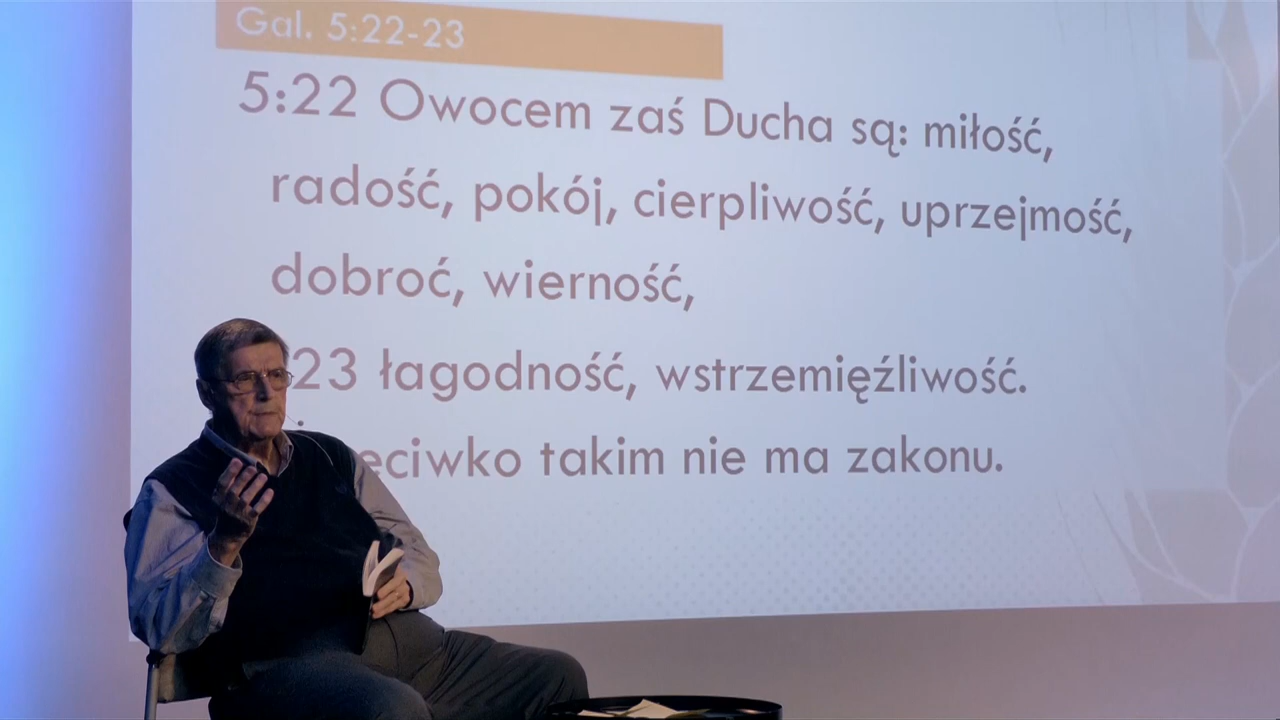 Gal. 5:22-23
5:22 Owocem zaś Ducha są: miłość,
radość, pokój, cierpliwość, uprzejmość,
dobroć, wierność,
23 łagodność, wstrzemięźliwość.
takim nie ma zakonu.